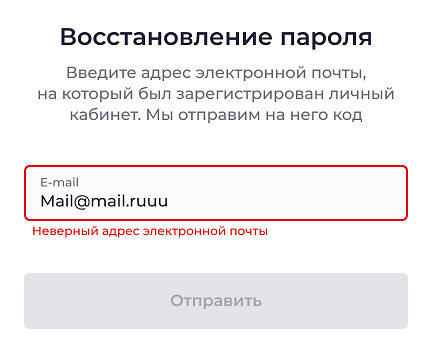 Восстановление пароля
Введите адрес электронной почты,
на который был зарегистрирован личный
кабинет. Мы отправим на него код
E-mail
Mail@mail.ruuu
Неверный адрес электронной почты
Отправить